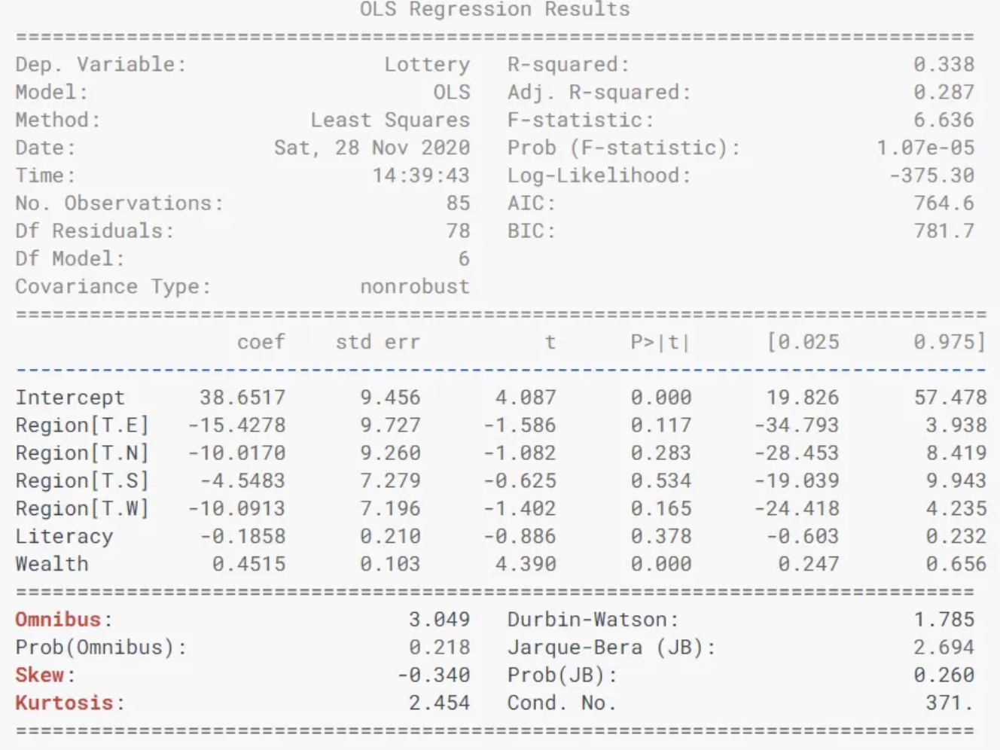 OLS Regression Results
==============================================================================
Dep. Variable:                Lottery   R-squared:                       0.338
Model:                            OLS   Adj. R-squared:                  0.287
Method:                 Least Squares   F-statistic:                     6.636
Date:                Sat, 28 Nov 2020   Prob (F-statistic):           1.07e-05
Time:                        14:39:43   Log-Likelihood:                -375.30
No. Observations:                  85   AIC:                             764.6
Df Residuals:                      78   BIC:                             781.7
Df Model:                           6
Covariance Type:            nonrobust
===============================================================================
                  coef    std err          t      P>|t|      [0.025      0.975]
-------------------------------------------------------------------------------
Intercept      38.6517      9.456      4.087      0.000      19.826      57.478
Region[T.E]   -15.4278      9.727     -1.586      0.117     -34.793       3.938
Region[T.N]   -10.0170      9.260     -1.082      0.283     -28.453       8.419
Region[T.S]    -4.5483      7.279     -0.625      0.534     -19.039       9.943
Region[T.W]   -10.0913      7.196     -1.402      0.165     -24.418       4.235
Literacy       -0.1858      0.210     -0.886      0.378      -0.603       0.232
Wealth          0.4515      0.103      4.390      0.000       0.247       0.656
==============================================================================
Omnibus:                        3.049   Durbin-Watson:                   1.785
Prob(Omnibus):                  0.218   Jarque-Bera (JB):                2.694
Skew:                          -0.340   Prob(JB):                        0.260
Kurtosis:                       2.454   Cond. No.                         371.
==============================================================================